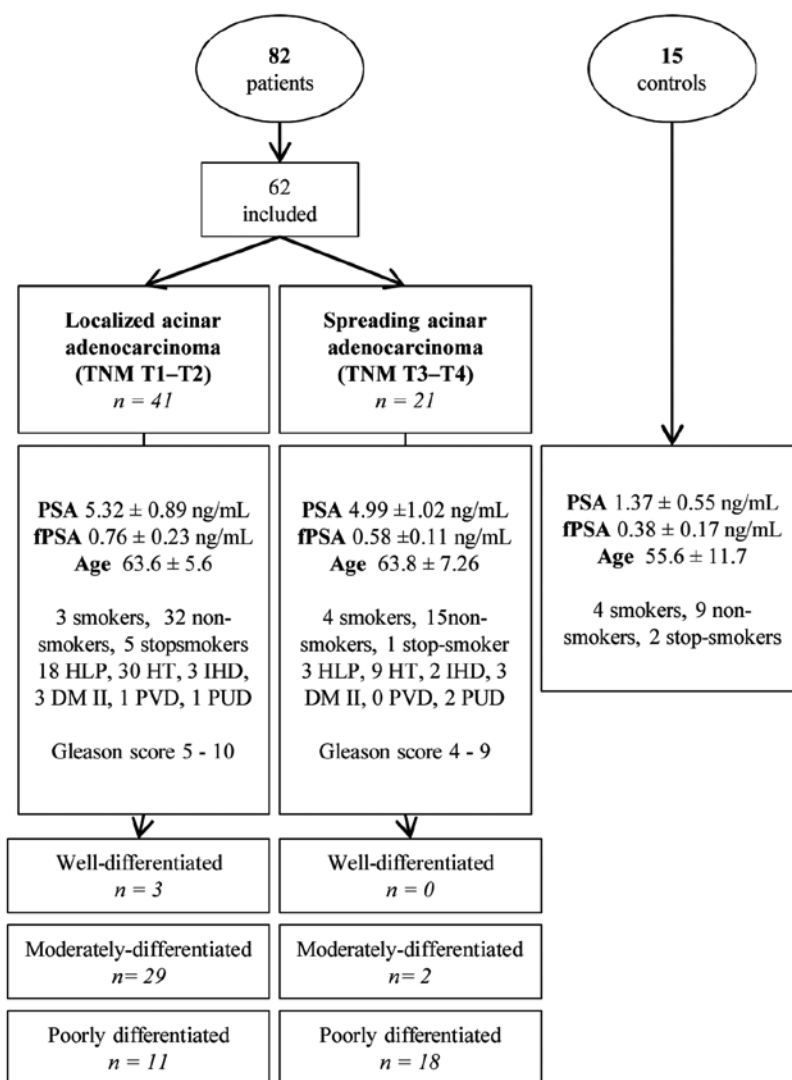 82
patients
15
controls
62
included
Localized acinar
adenocarcinoma
(TNM T1–T2)
n = 41
Spreading acinar
adenocarcinoma
(TNM T3–T4)
n = 21
PSA 5.32 ± 0.89 ng/mL
fPSA 0.76 ± 0.23 ng/mL
Age 63.6 ± 5.6
3 smokers, 32 non-
smokers, 5 stopsmokers
18 HLP, 30 HT, 3 IHD,
3 DM II, 1 PVD, 1 PUD
Gleason score 5 - 10
PSA 4.99 ±1.02 ng/mL
fPSA 0.58 ±0.11 ng/mL
Age 63.8 ± 7.26
4 smokers, 15non-
smokers, 1 stop-smoker
3 HLP, 9 HT, 2 IHD, 3
DM II, 0 PVD, 2 PUD
Gleason score 4 - 9
PSA 1.37 ± 0.55 ng/mL
fPSA 0.38 ± 0.17 ng/mL
Age 55.6 ± 11.7
4 smokers, 9 non-
smokers, 2 stop-smokers
Well-differentiated
n = 3
Well-differentiated
n = 0
Moderately-differentiated
n= 29
Moderately-differentiated
n = 2
Poorly differentiated
n = 11
Poorly differentiated
n = 18